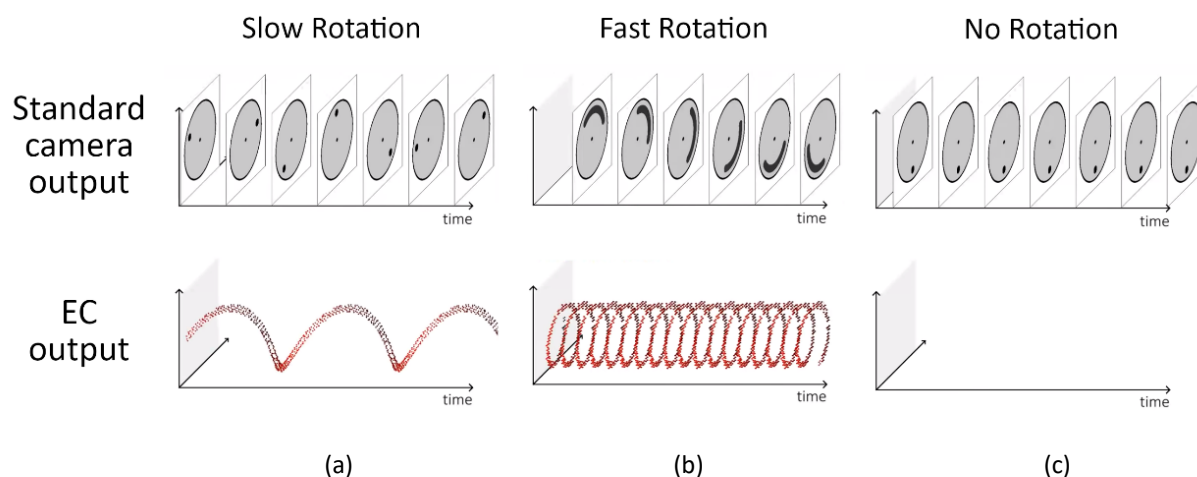 Slow Rotation
Fast Rotation
No Rotation
Standard
camera
output
time
time
time
EC
output
time
time
time
(a)
(b)
(c)